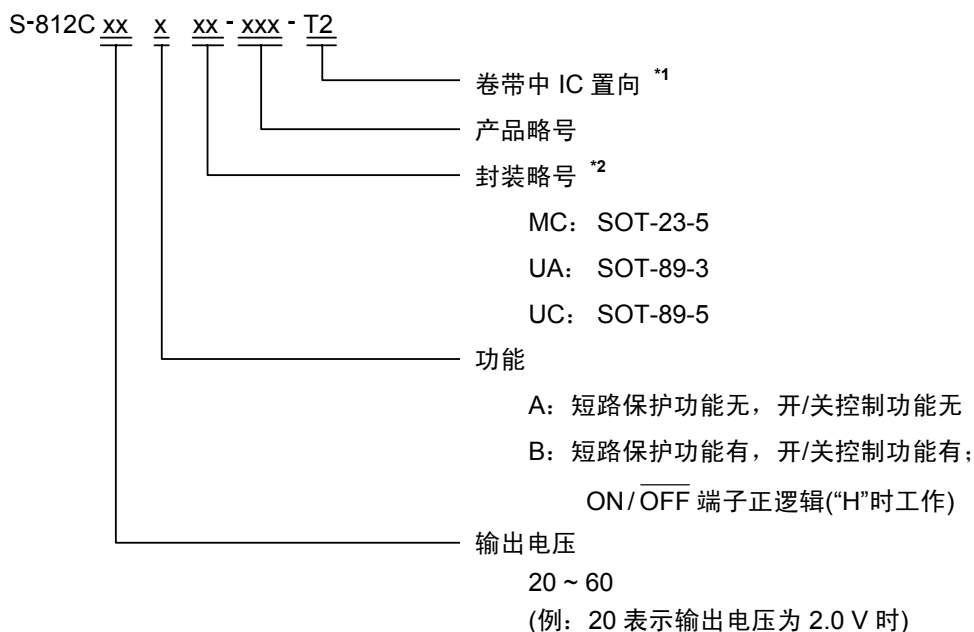 S-812C xx x xx - xxx - T2
卷带中 IC 置向 *1
产品略号
封装略号 *2
MC： SOT-23-5
UA： SOT-89-3
UC： SOT-89-5
功能
A：短路保护功能无，开/关控制功能无
B：短路保护功能有，开/关控制功能有；
ON / OFF 端子正逻辑(“H”时工作)
输出电压
20 ~ 60
(例：20 表示输出电压为 2.0 V 时)